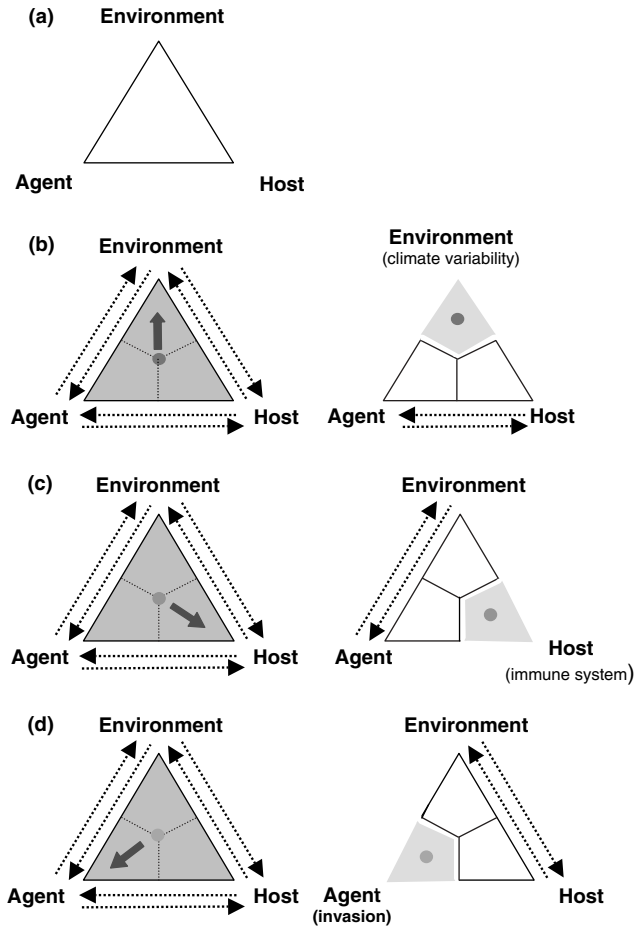 (a)
Environment
Agent
Host
(b)
Environment
Agent
Host
Environment
(climate variability)
Agent
Host
(c)
Environment
Agent
Host
Environment
Agent
Host
(immune system)
(d)
Environment
Agent
Host
Environment
Agent
(invasion)
Host